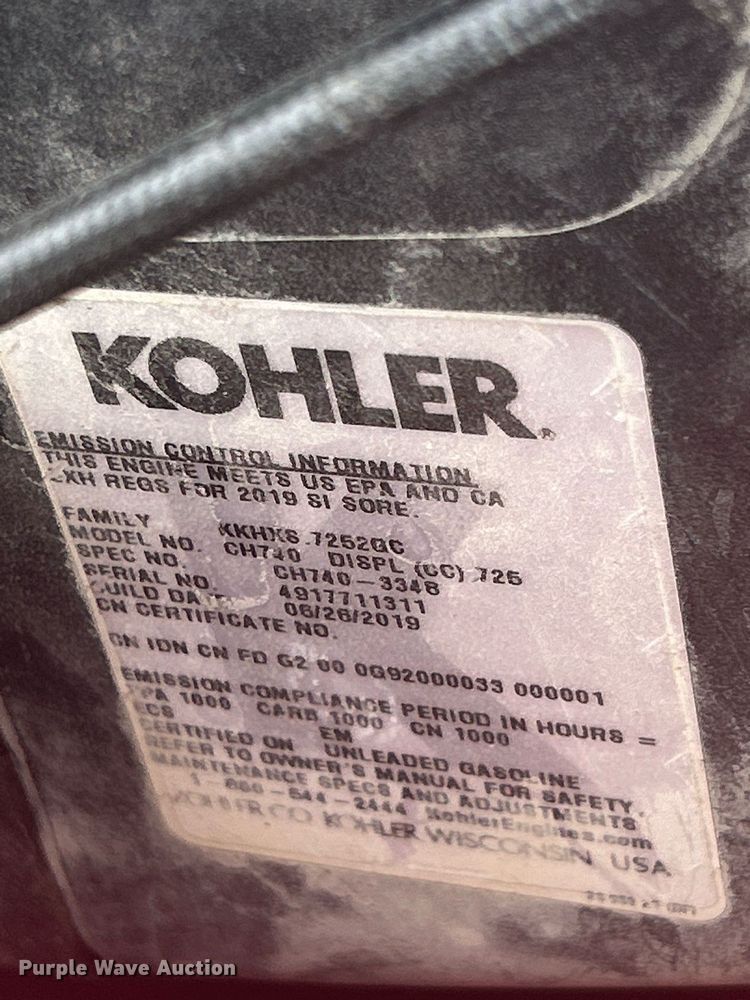 KOHLER®
EMISSION CONTROL INFORMATION
THIS ENGINE MEETS US EPA AND CA
EXH REGS FOR 2019 SI SORE.
FAMILY KKHXS.7252GC
MODEL NO. CH740 DISPL (CC) 725
SPEC NO. CH740-3346
SERIAL NO. 4917711311
BUILD DATE 06/26/2019
CN CERTIFICATE NO.
CN IDN CN FD G2 00 0G92000033 000001
EMISSION COMPLIANCE PERIOD IN HOURS =
EPA 1000 CARB 1000 CN 1000
ECS EM
CERTIFIED ON UNLEADED GASOLINE
REFER TO OWNER'S MANUAL FOR SAFETY,
MAINTENANCE SPECS AND ADJUSTMENTS
1-800-544-2444 KohlerEngines.com
KOHLER CO. KOHLER WISCONSIN USA
Purple Wave Auction